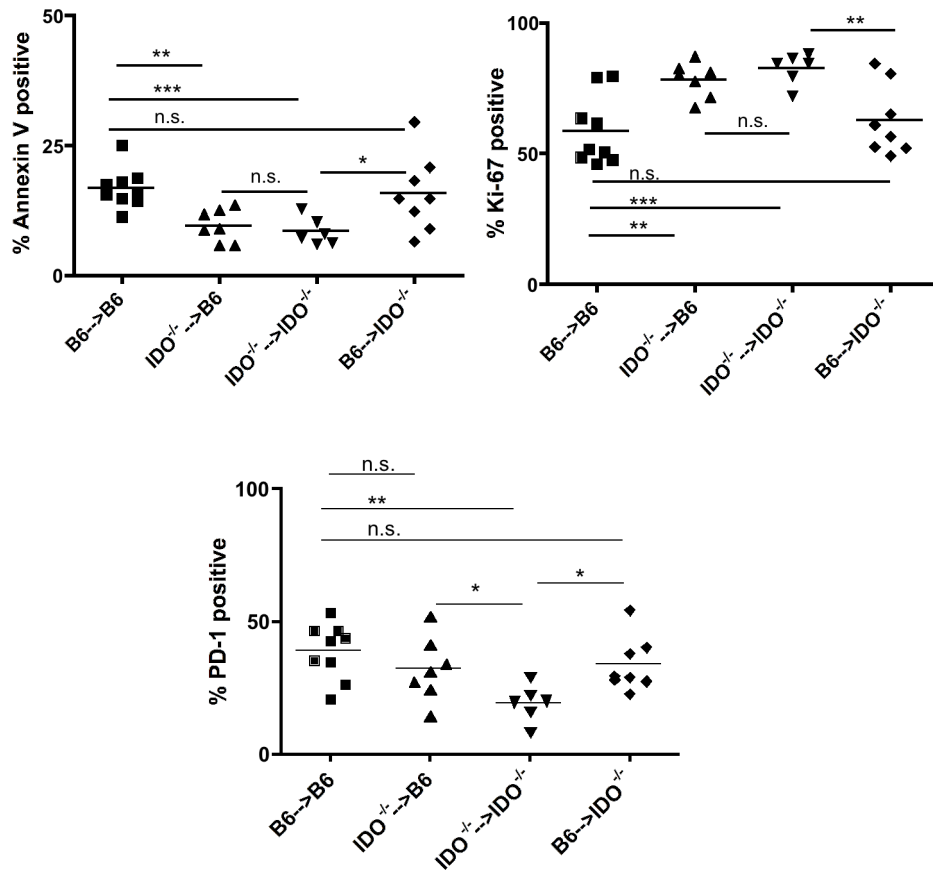 % Annexin V positive
50
25
0
**
***
n.s.
n.s.
*
B6-->B6
IDO-/- -->B6
IDO-/- -->IDO-/-
B6-->IDO-/-
% Ki-67 positive
100
50
0
**
n.s.
n.s.
***
**
B6-->B6
IDO-/- -->B6
IDO-/- -->IDO-/-
B6-->IDO-/-
% PD-1 positive
100
50
0
n.s.
**
n.s.
*
*
B6-->B6
IDO-/- -->B6
IDO-/- -->IDO-/-
B6-->IDO-/-